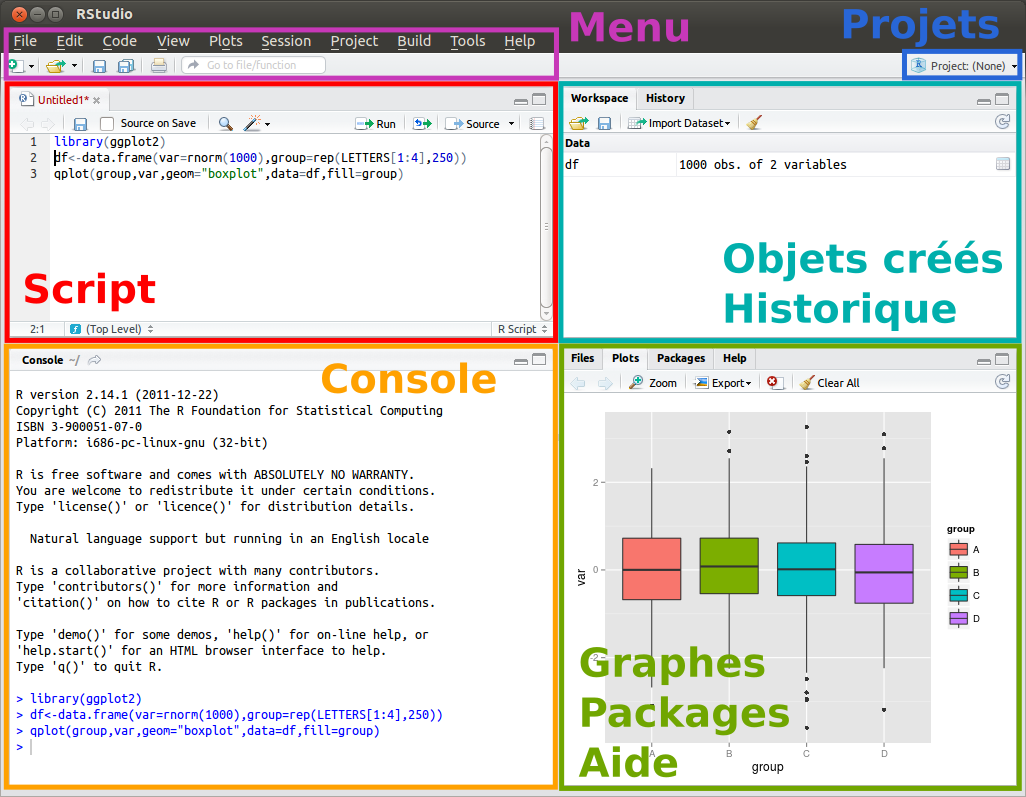 RStudio
Menu
Projets
File Edit Code View Plots Session Project Build Tools Help
Go to file/function
Project: (None)
Untitled1*
Source on Save
Run
Source
1 library(ggplot2)
2 df<-data.frame(var=rnorm(1000),group=rep(LETTERS[1:4],250))
3 qplot(group,var,geom="boxplot",data=df,fill=group)
Script
2:1
(Top Level)
R Script
Workspace History
Import Dataset
Data
df 1000 obs. of 2 variables
Objets créés
Historique
Console ~/
Console
R version 2.14.1 (2011-12-22)
Copyright (C) 2011 The R Foundation for Statistical Computing
ISBN 3-900051-07-0
Platform: i686-pc-linux-gnu (32-bit)
R is free software and comes with ABSOLUTELY NO WARRANTY.
You are welcome to redistribute it under certain conditions.
Type 'license()' or 'licence()' for distribution details.
Natural language support but running in an English locale
R is a collaborative project with many contributors.
Type 'contributors()' for more information and
'citation()' on how to cite R or R packages in publications.
Type 'demo()' for some demos, 'help()' for on-line help, or
'help.start()' for an HTML browser interface to help.
Type 'q()' to quit R.
> library(ggplot2)
> df<-data.frame(var=rnorm(1000),group=rep(LETTERS[1:4],250))
> qplot(group,var,geom="boxplot",data=df,fill=group)
>
Files Plots Packages Help
Zoom
Export
Clear All
2
0
-2
var
group
A
B
C
D
Graphes
Packages
Aide
A B C D
group